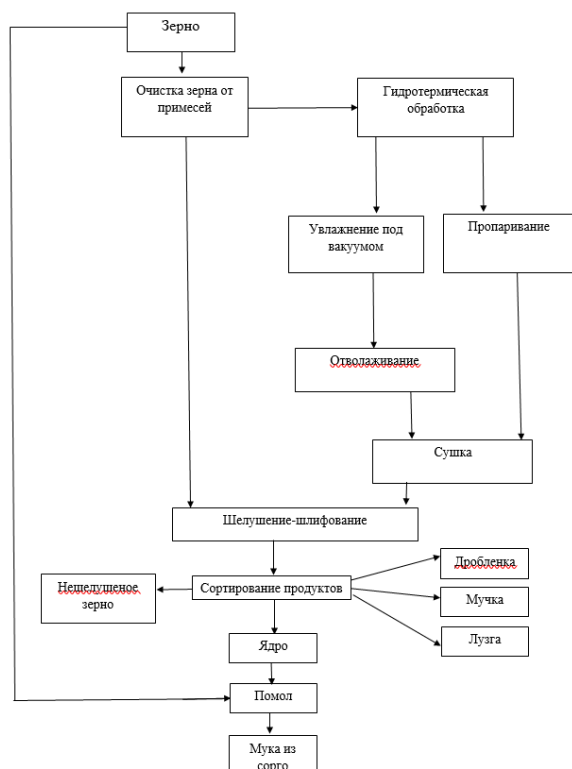 Зерно
Очистка зерна от
примесей
Гидротермическая
обработка
Увлажнение под
вакуумом
Пропаривание
Отволаживание
Сушка
Шелушение-шлифование
Нешелушеное
зерно
Сортирование продуктов
Дробленка
Мучка
Лузга
Ядро
Помол
Мука из
сорго